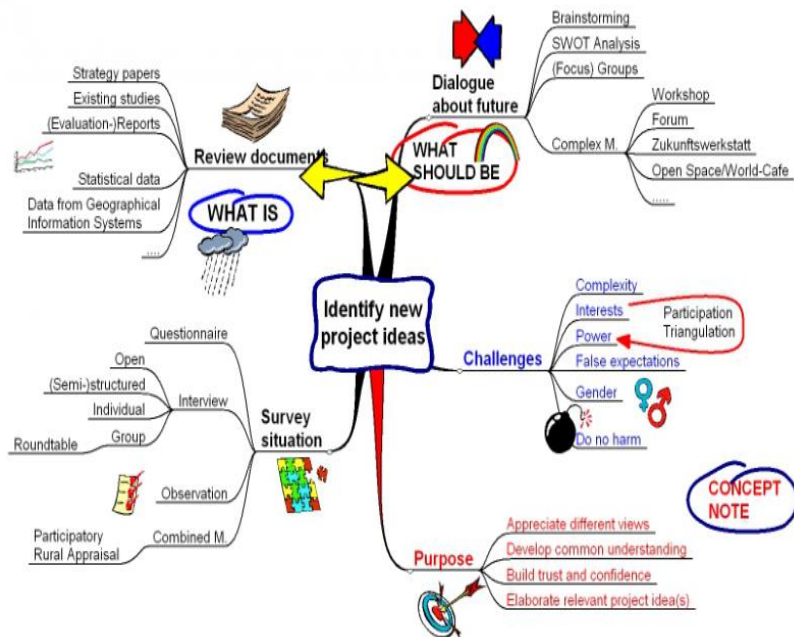 Strategy papers
Existing studies
(Evaluation-)Reports
Review documents
Statistical data
Data from Geographical
Information Systems
....
WHAT IS
Dialogue
about future
Brainstorming
SWOT Analysis
(Focus) Groups
Complex M.
Workshop
Forum
Zukunftswerkstatt
Open Space/World-Cafe
.....
WHAT
SHOULD BE
Identify new
project ideas
Challenges
Complexity
Interests
Power
False expectations
Gender
Do no harm
Participation
Triangulation
Survey
situation
Questionnaire
Interview
Open
(Semi-)structured
Individual
Group
Roundtable
Observation
Combined M.
Participatory
Rural Appraisal
CONCEPT
NOTE
Purpose
Appreciate different views
Develop common understanding
Build trust and confidence
Elaborate relevant project idea(s)